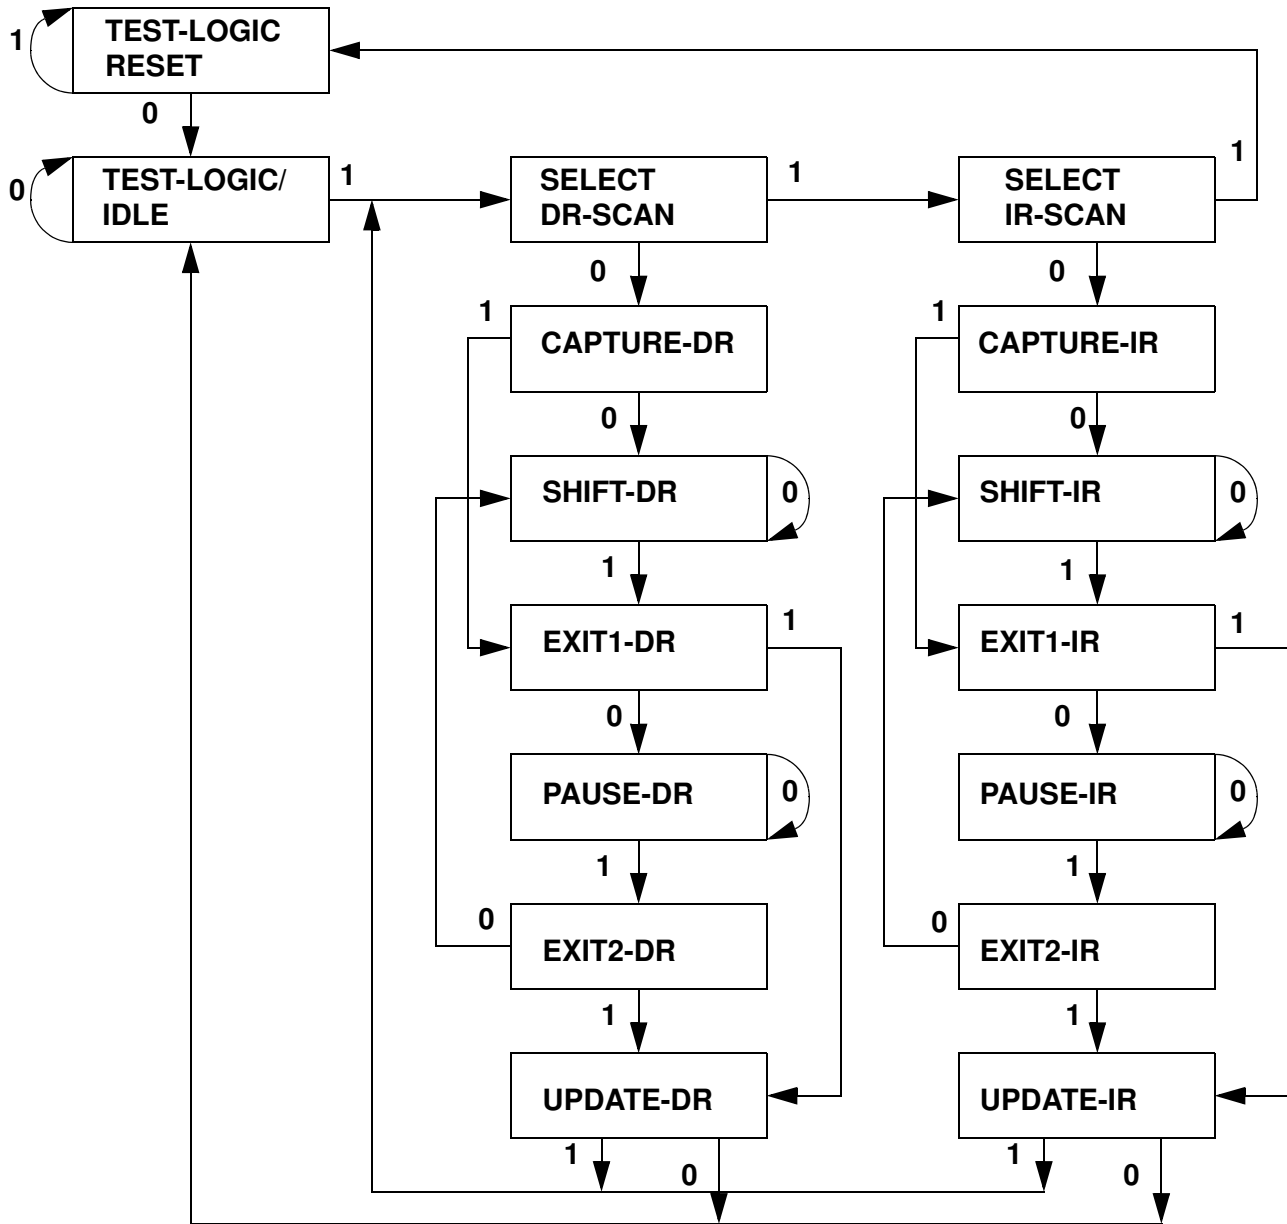 1
TEST-LOGIC
RESET
0
0
TEST-LOGIC/
IDLE
1
SELECT
DR-SCAN
1
SELECT
IR-SCAN
1
0
0
1
CAPTURE-DR
1
CAPTURE-IR
0
0
SHIFT-DR
0
SHIFT-IR
0
1
1
EXIT1-DR
1
EXIT1-IR
1
0
0
PAUSE-DR
0
PAUSE-IR
0
1
1
0
EXIT2-DR
0
EXIT2-IR
1
1
UPDATE-DR
UPDATE-IR
1
0
1
0